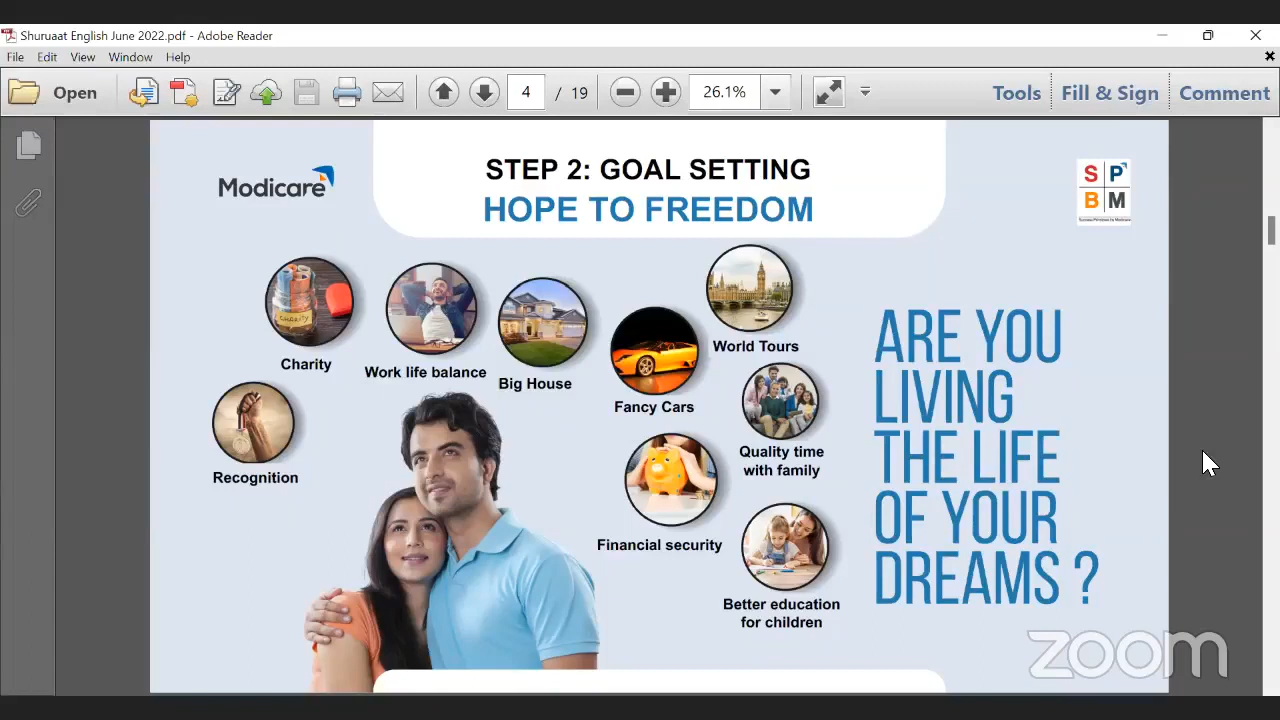 Shuruaat English June 2022.pdf - Adobe Reader
File Edit View Window Help
Open
4 / 19
26.1%
Tools
Fill & Sign
Comment
Modicare
STEP 2: GOAL SETTING
HOPE TO FREEDOM
S P
B M
Charity
Work life balance
Big House
Fancy Cars
World Tours
Recognition
Quality time
with family
Financial security
Better education
for children
ARE YOU
LIVING
THE LIFE
OF YOUR
DREAMS ?
zoom